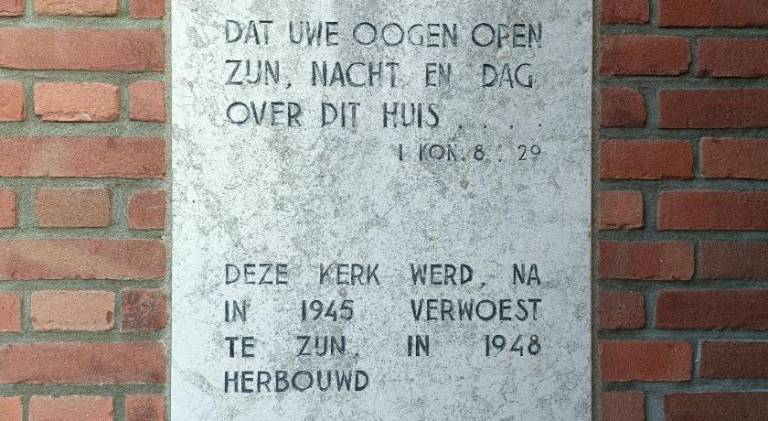 DAT UWE OOGEN OPEN
ZIJN, NACHT EN DAG
OVER DIT HUIS . . . .
I KON. 8 : 29
DEZE KERK WERD, NA
IN 1945 VERWOEST
TE ZIJN, IN 1948
HERBOUWD